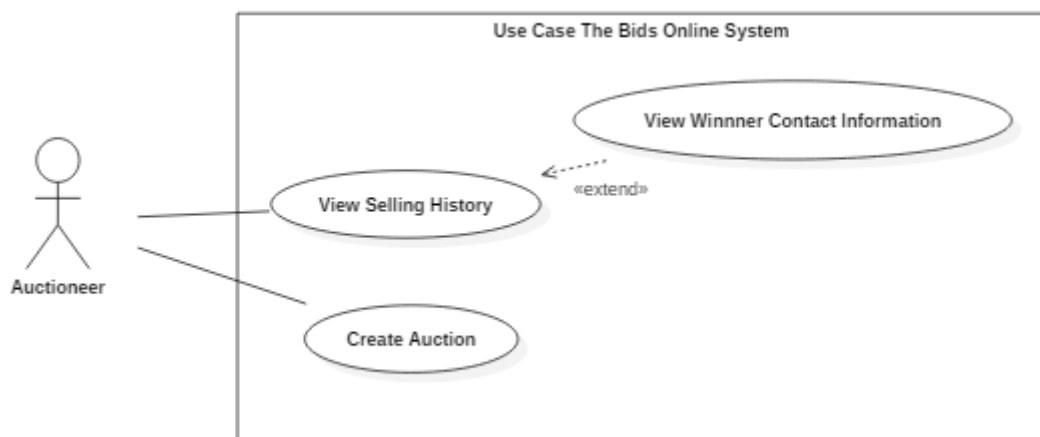 Use Case The Bids Online System
View Winnner Contact Information
«extend»
View Selling History
Auctioneer
Create Auction